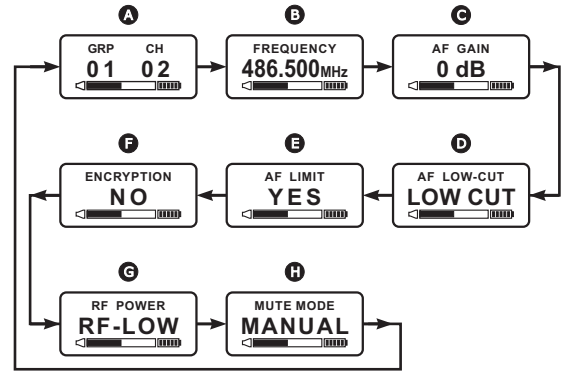 A
GRP CH
01 02
B
FREQUENCY
486.500MHz
C
AF GAIN
0 dB
D
AF LOW-CUT
LOW CUT
E
AF LIMIT
YES
F
ENCRYPTION
NO
G
RF POWER
RF-LOW
H
MUTE MODE
MANUAL